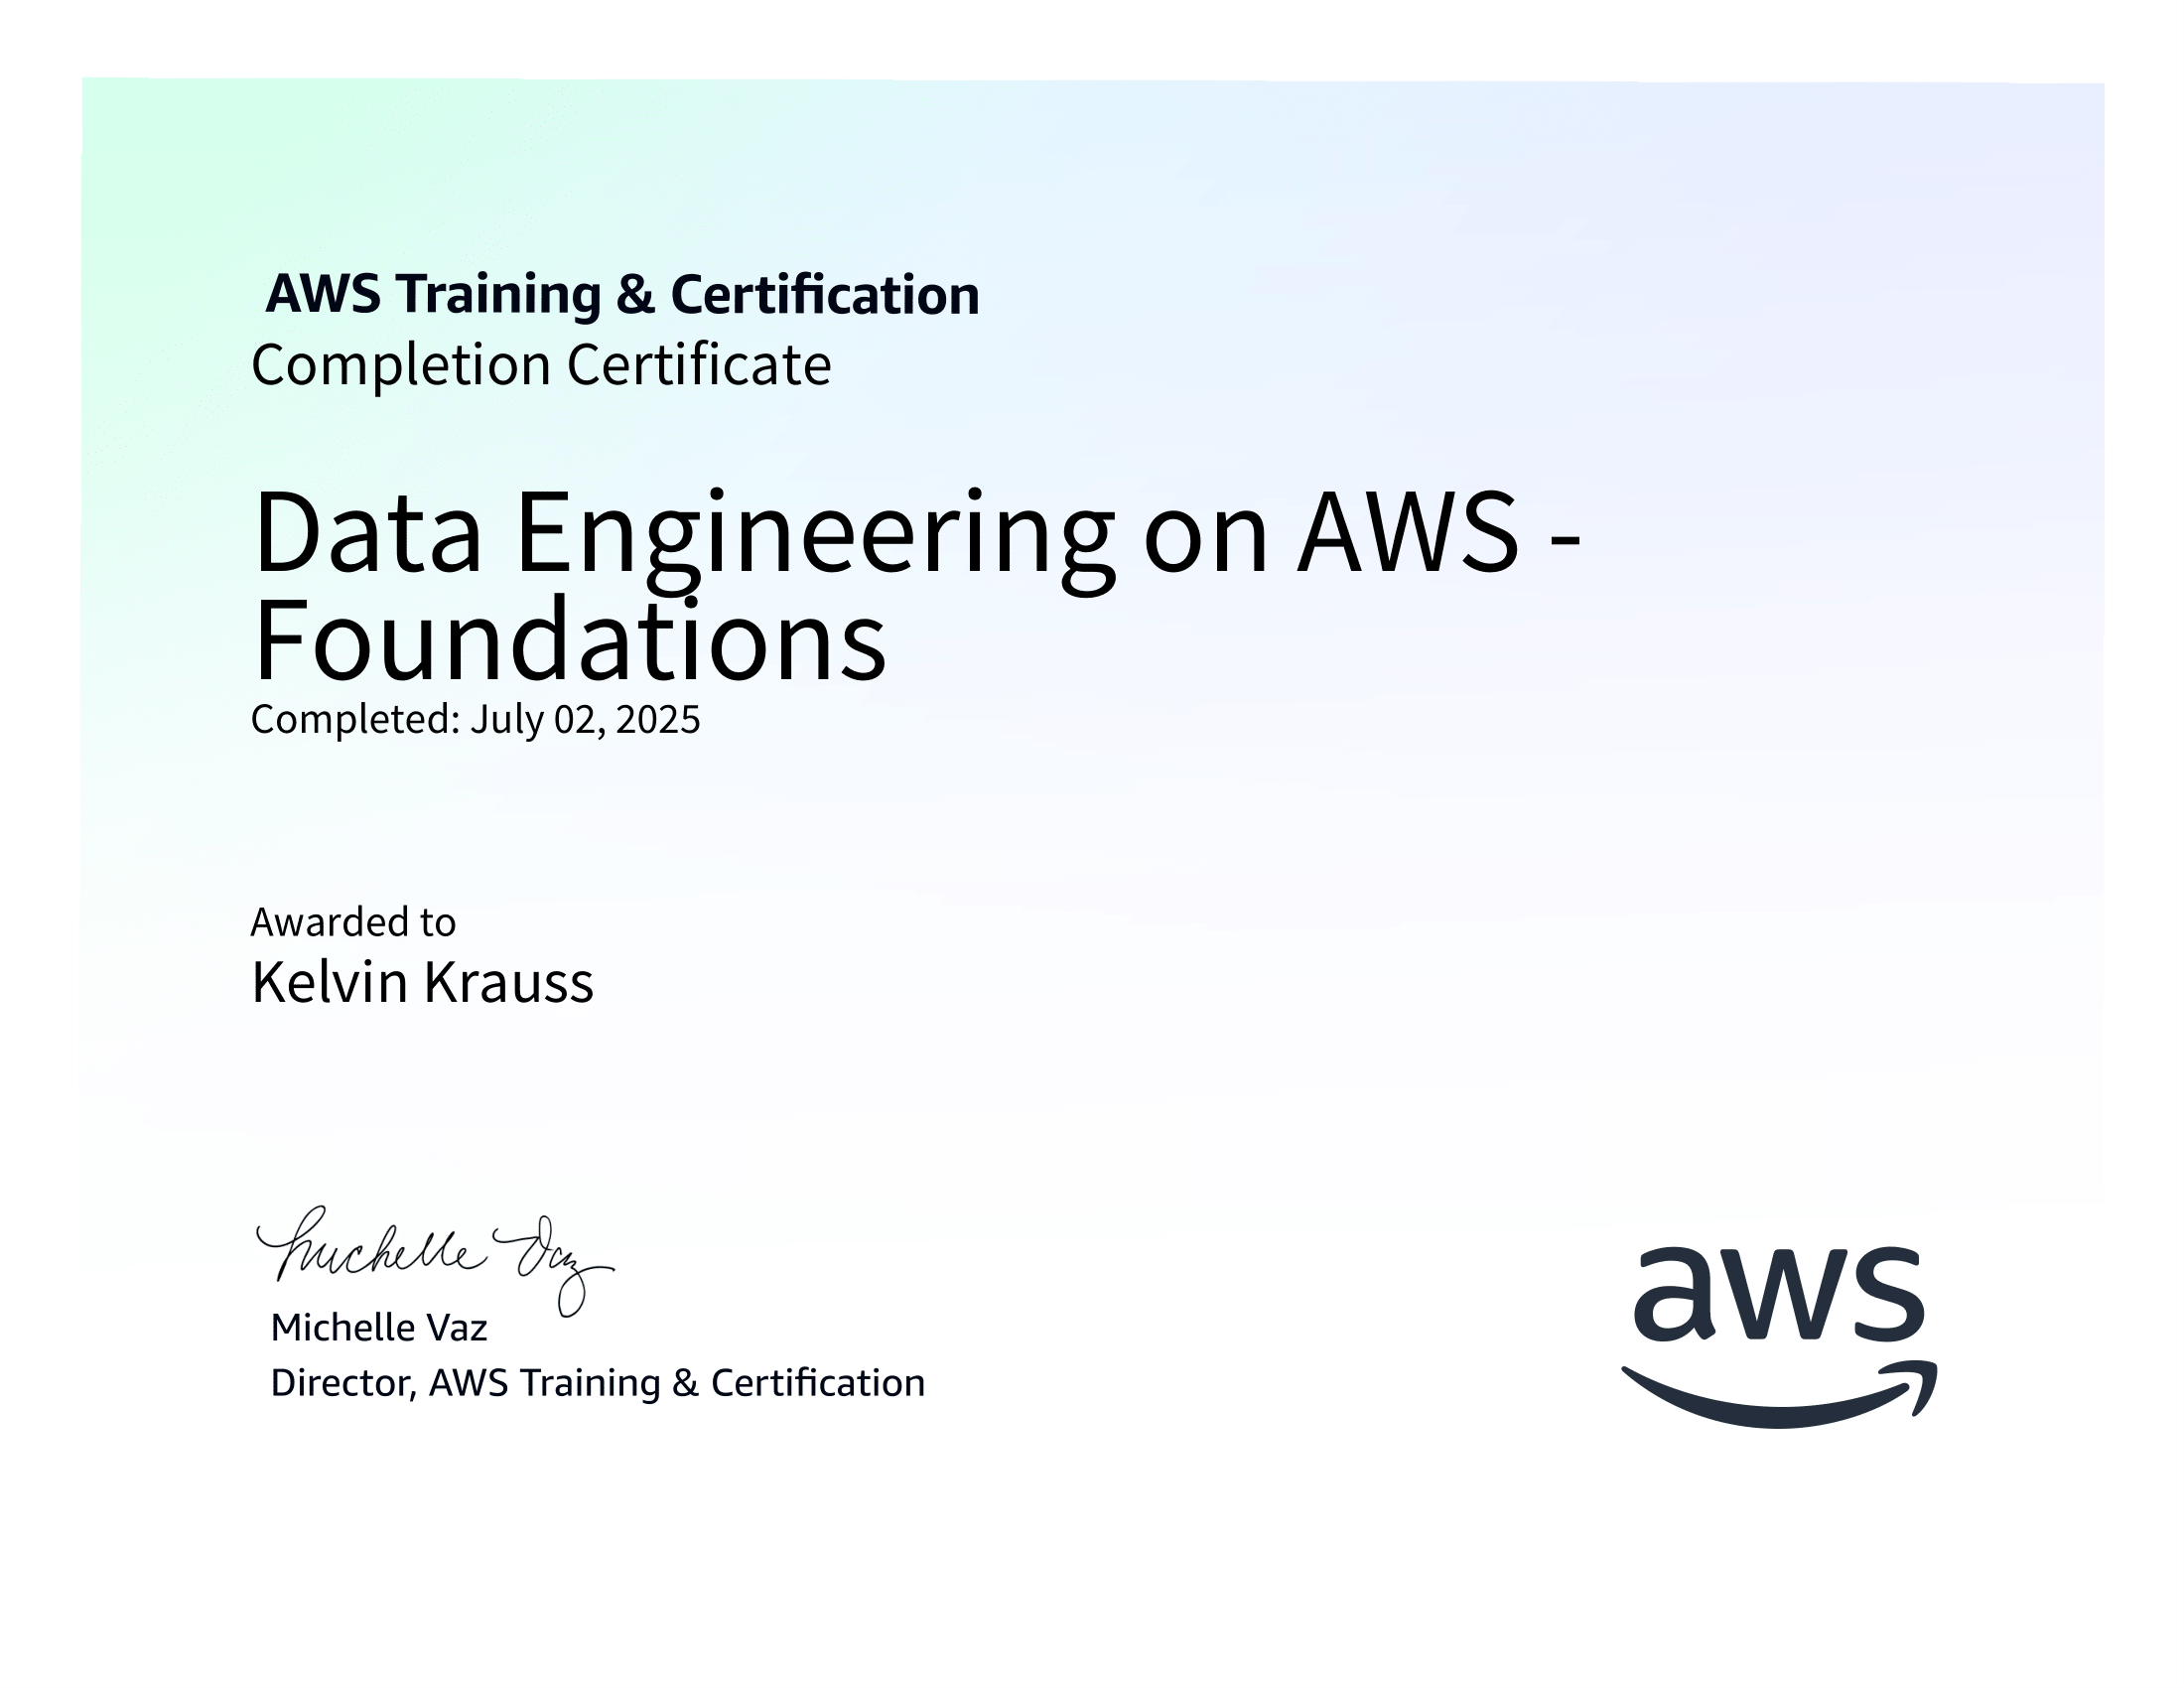 AWS Training & Certification
Completion Certificate
Data Engineering on AWS -
Foundations
Completed: July 02, 2025
Awarded to
Kelvin Krauss
Michelle Vaz
Michelle Vaz
Director, AWS Training & Certification
aws